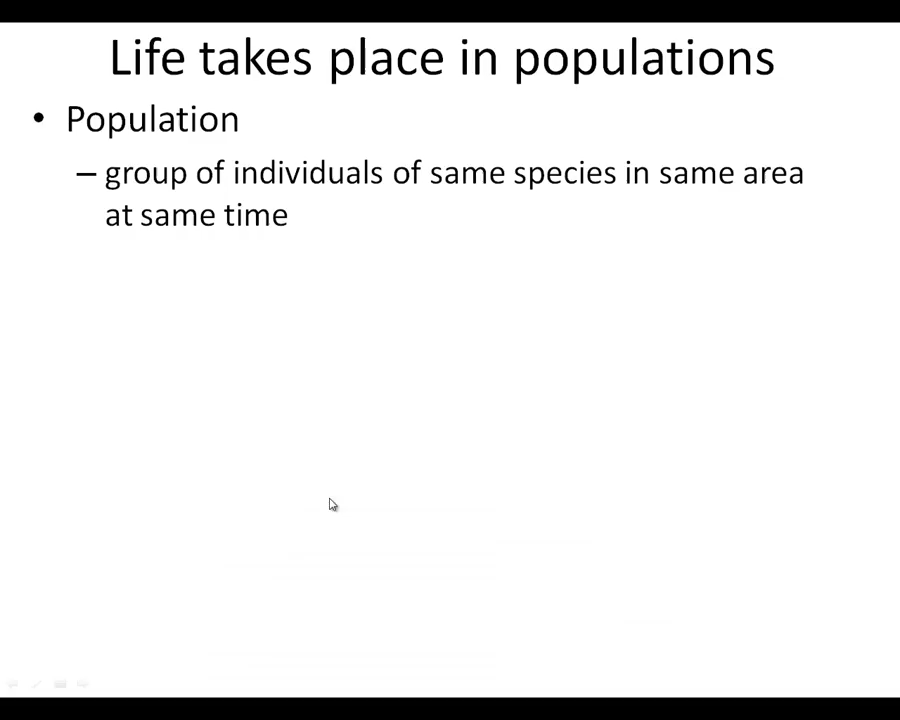 Life takes place in populations
• Population
– group of individuals of same species in same area
at same time